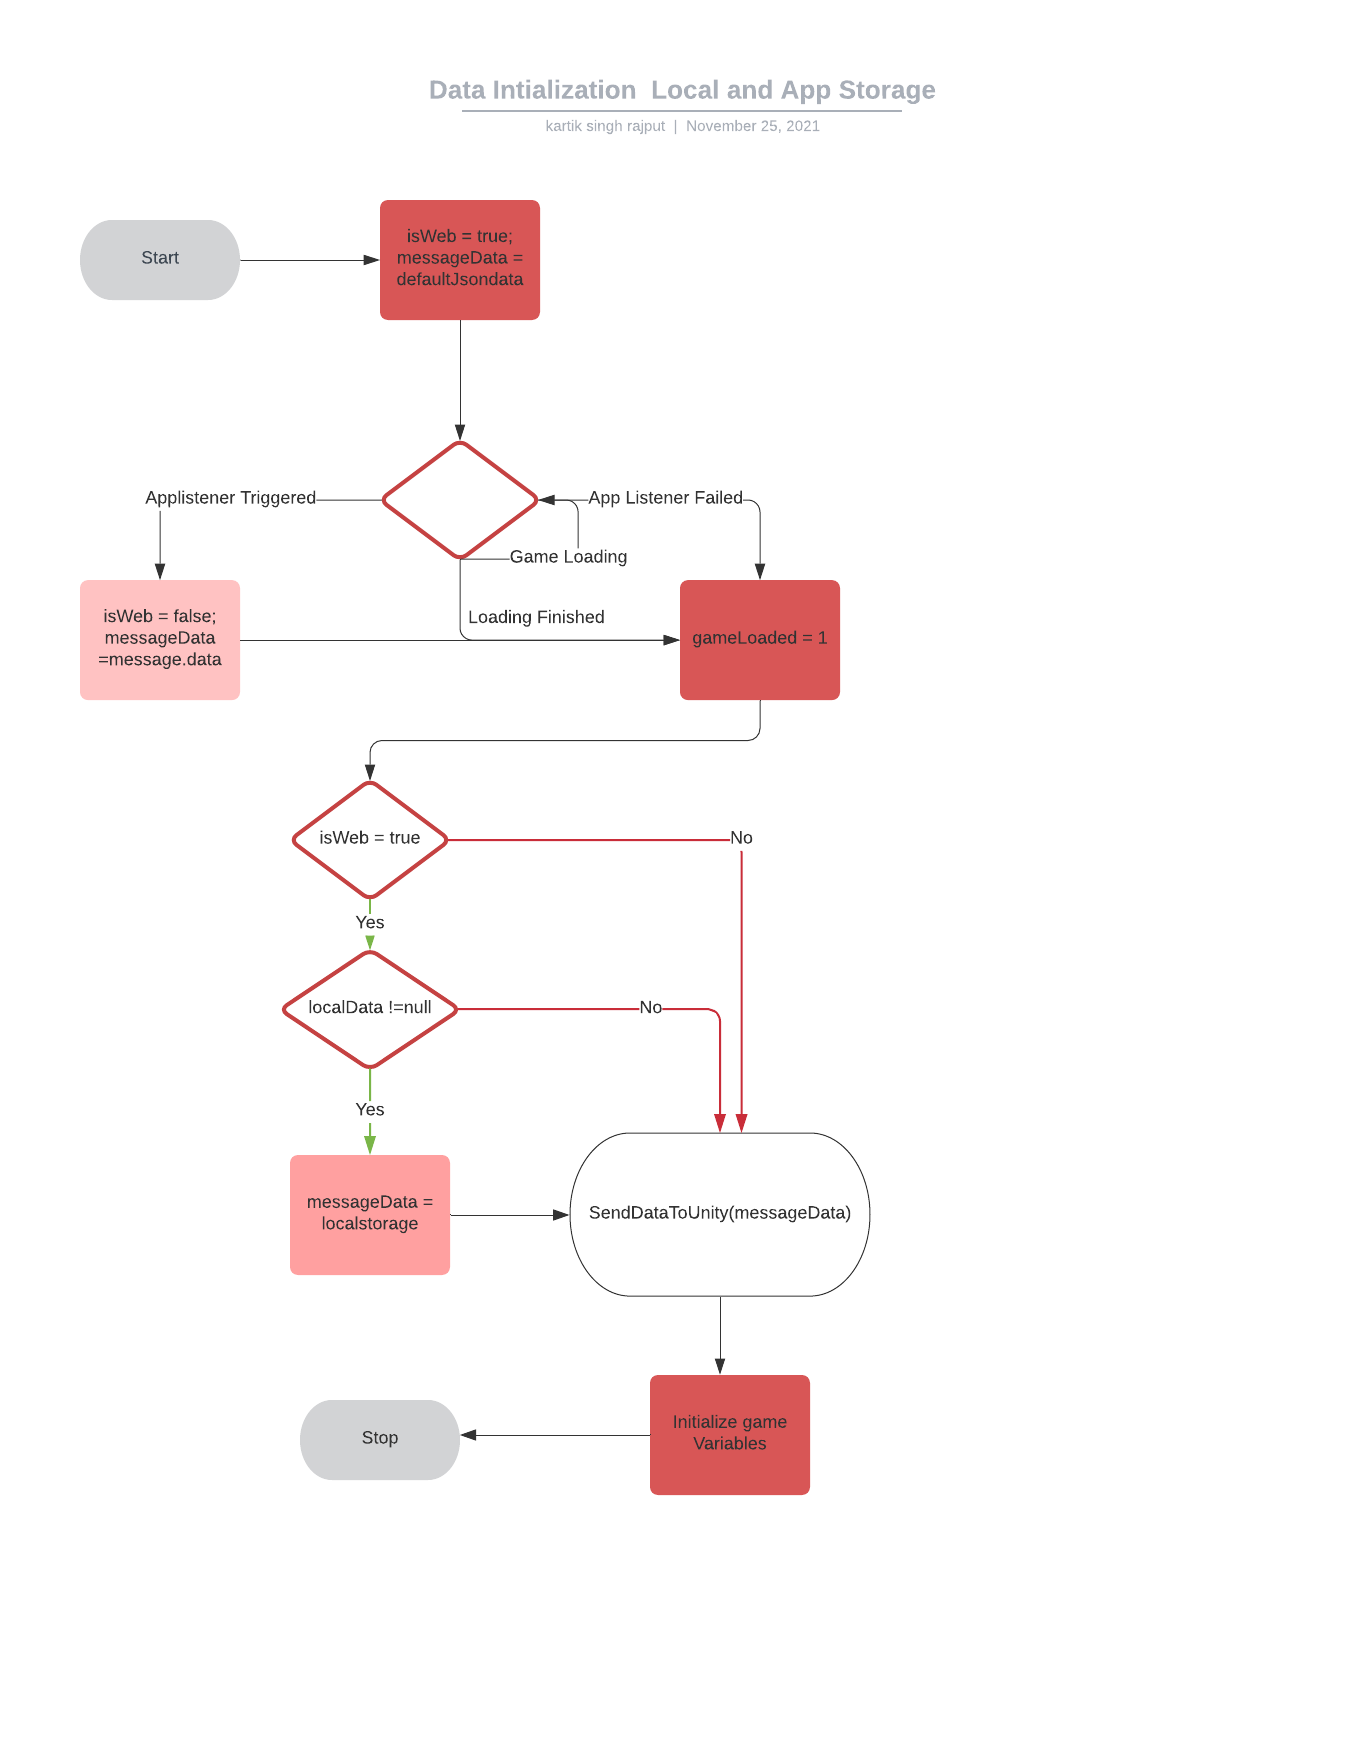 Data Intialization  Local and App Storage
kartik singh rajput  |  November 25, 2021
Start
isWeb = true;
messageData =
defaultJsondata
Applistener Triggered
App Listener Failed
Game Loading
Loading Finished
isWeb = false;
messageData
=message.data
gameLoaded = 1
isWeb = true
No
Yes
localData !=null
No
Yes
messageData =
localstorage
SendDataToUnity(messageData)
Initialize game
Variables
Stop